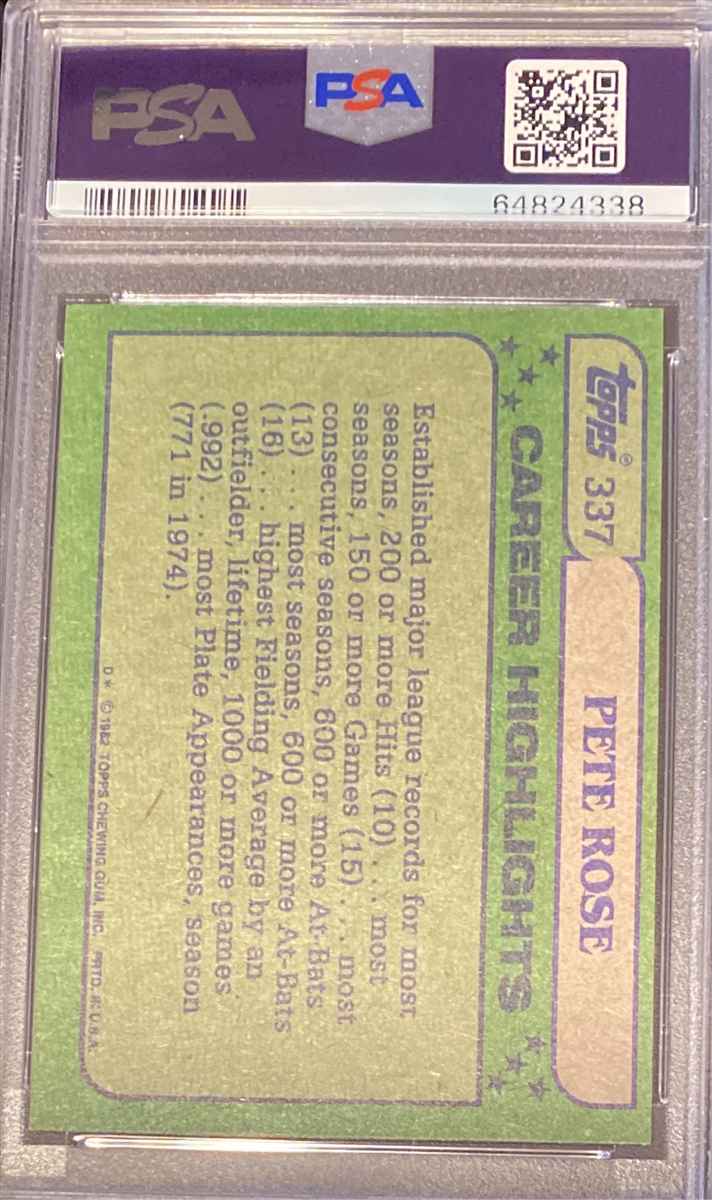 PSA
PSA
64824338
TOPPS® 337
PETE ROSE
CAREER HIGHLIGHTS
Established major league records for most
seasons, 200 or more Hits (10) . . . most
seasons, 150 or more Games (15) . . . most
consecutive seasons, 600 or more At-Bats
(13) . . . most seasons, 600 or more At-Bats
(16) . . . highest Fielding Average by an
outfielder, lifetime, 1000 or more games
(.992) . . . most Plate Appearances, season
(771 in 1974).
D* © 1982 TOPPS CHEWING GUM, INC. PRTD. IN U.S.A.